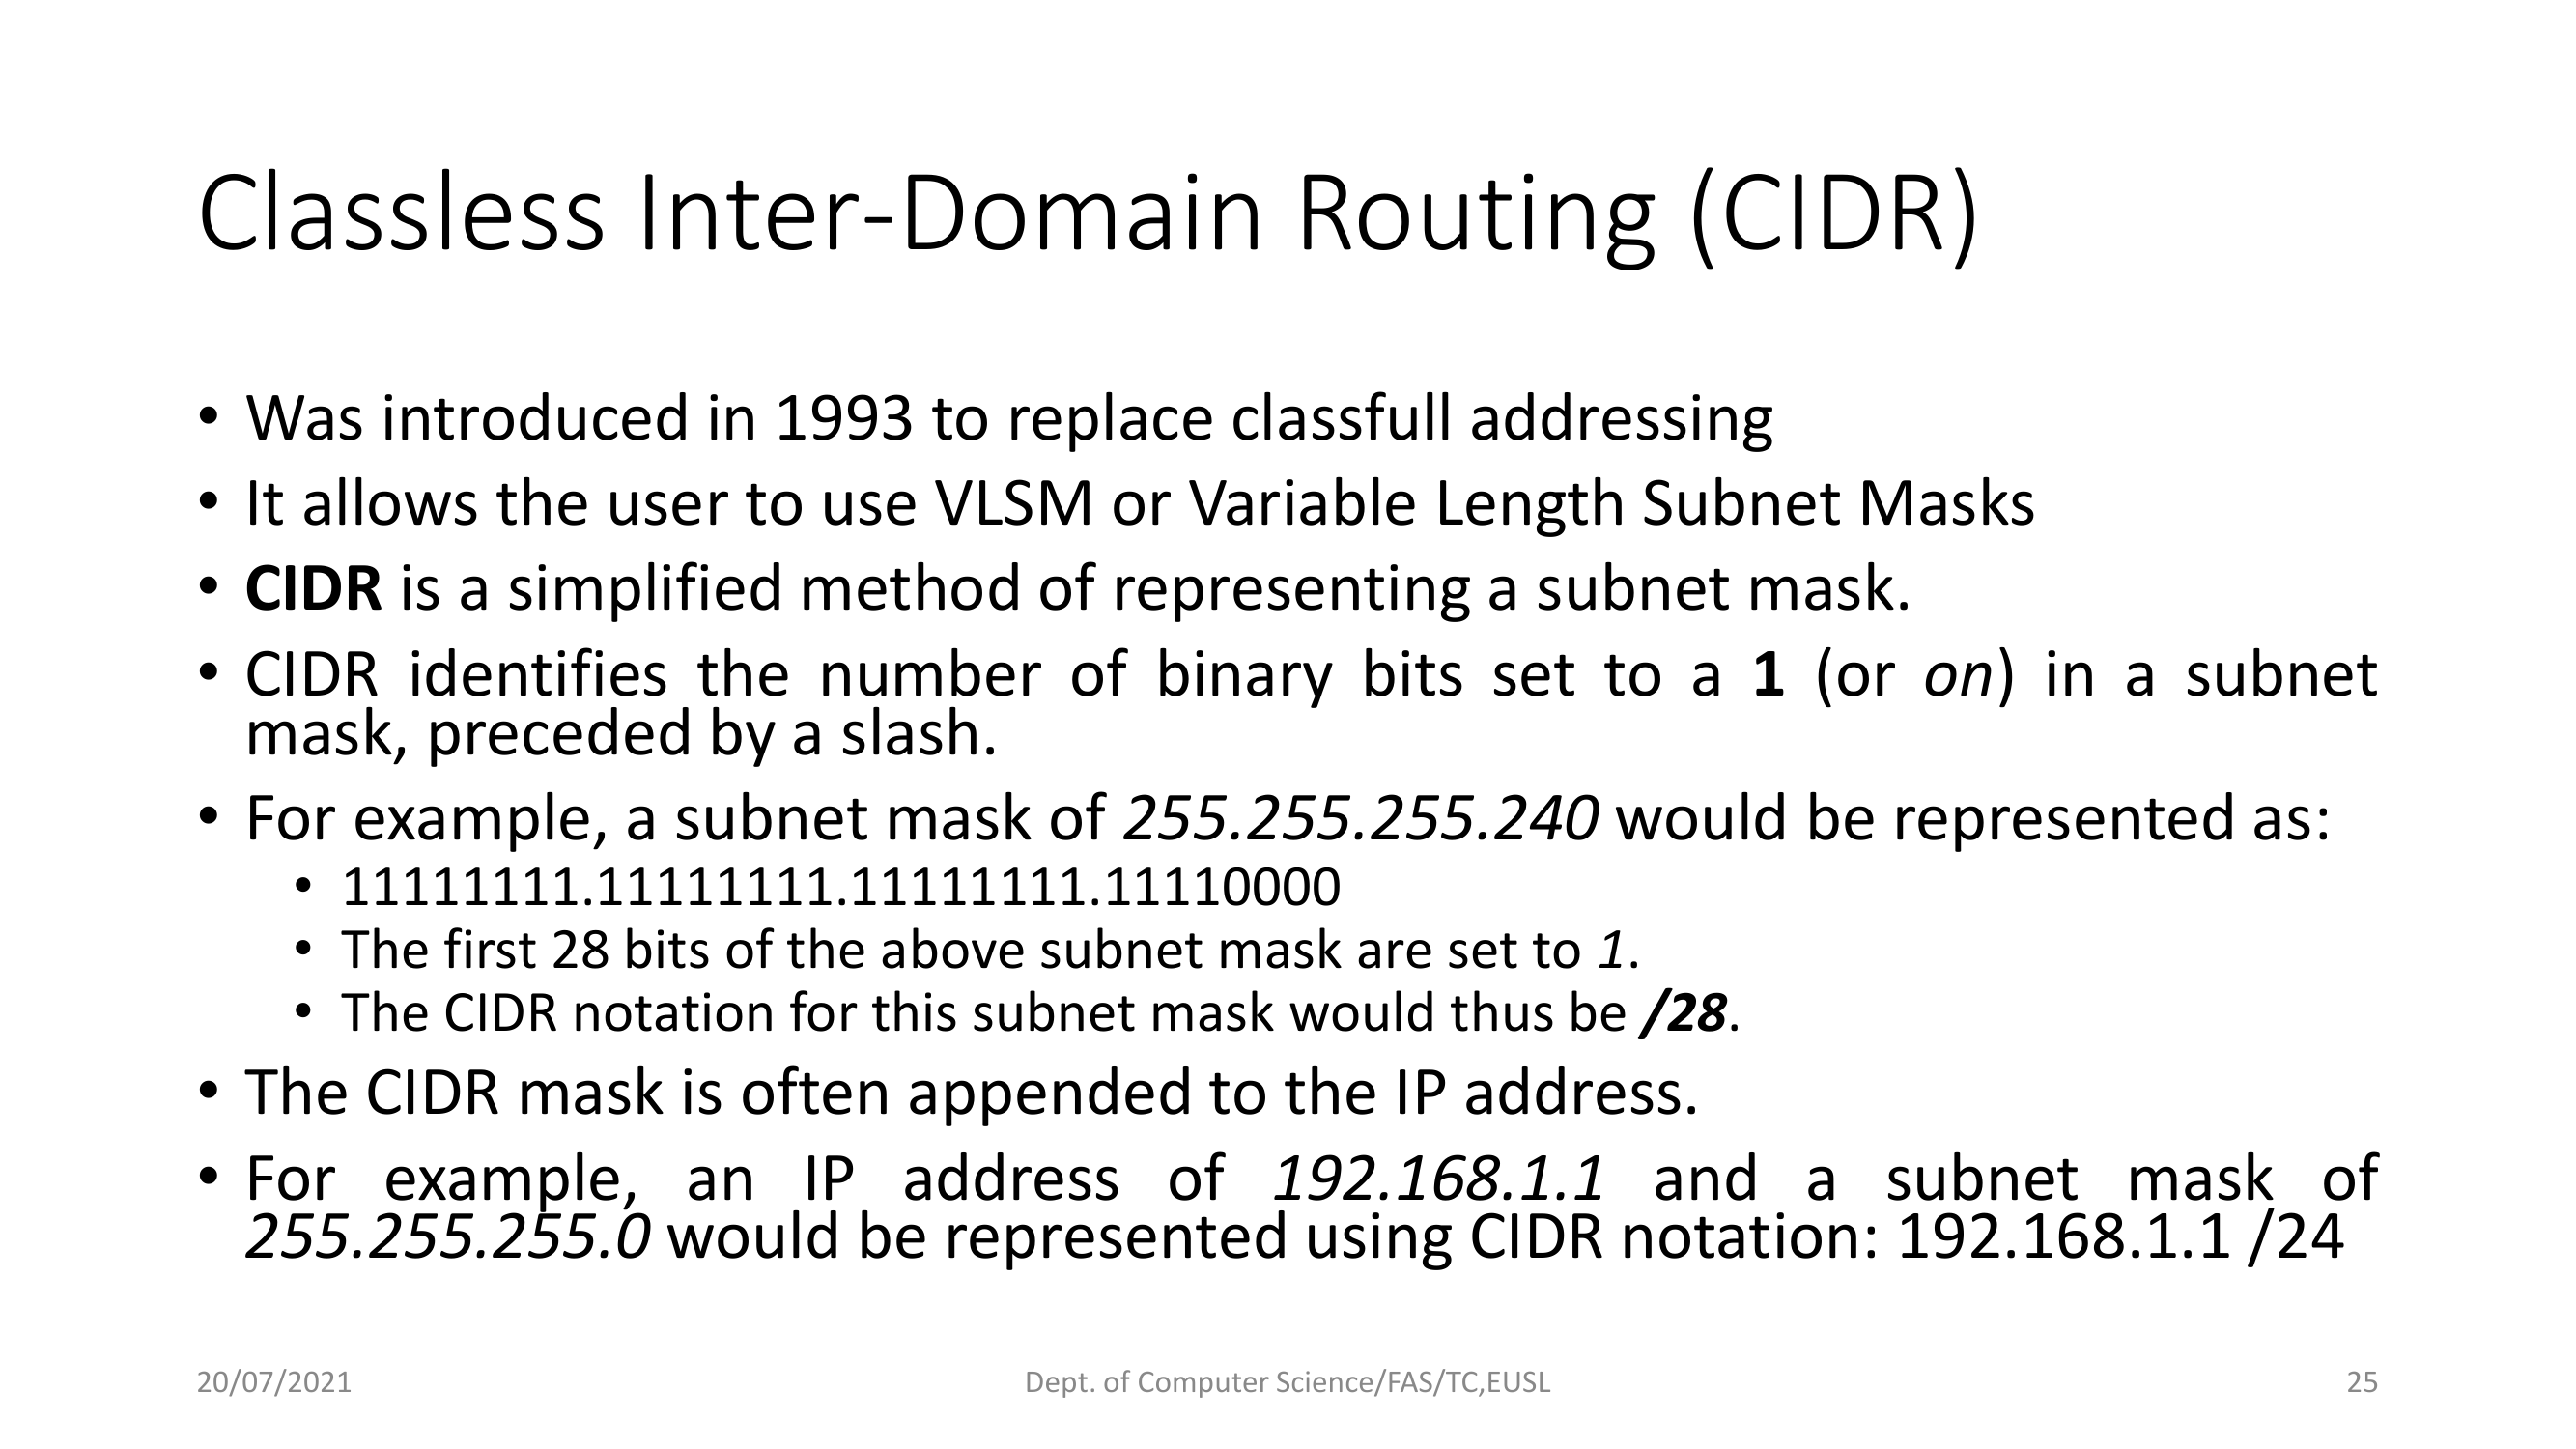 Classless Inter-Domain Routing (CIDR)
• Was introduced in 1993 to replace classfull addressing
• It allows the user to use VLSM or Variable Length Subnet Masks
• CIDR is a simplified method of representing a subnet mask.
• CIDR identifies the number of binary bits set to a 1 (or on) in a subnet
mask, preceded by a slash.
• For example, a subnet mask of 255.255.255.240 would be represented as:
• 11111111.11111111.11111111.11110000
• The first 28 bits of the above subnet mask are set to 1.
• The CIDR notation for this subnet mask would thus be /28.
• The CIDR mask is often appended to the IP address.
• For example, an IP address of 192.168.1.1 and a subnet mask of
255.255.255.0 would be represented using CIDR notation: 192.168.1.1 /24
20/07/2021
Dept. of Computer Science/FAS/TC,EUSL
25